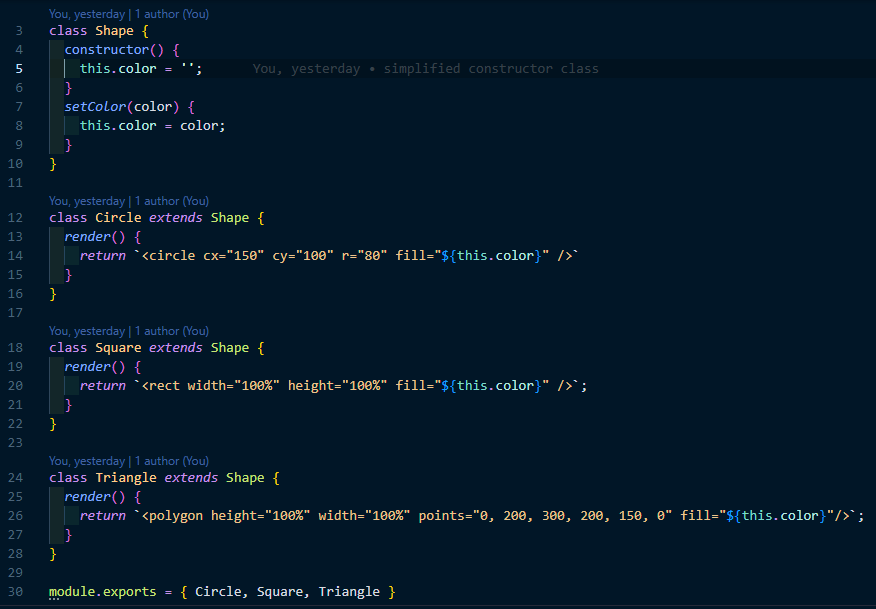 You, yesterday | 1 author (You)
3 class Shape {
4 constructor() {
5 this.color = ''; You, yesterday • simplified constructor class
6 }
7 setColor(color) {
8 this.color = color;
9 }
10 }
11
You, yesterday | 1 author (You)
12 class Circle extends Shape {
13 render() {
14 return `<circle cx="150" cy="100" r="80" fill="${this.color}" />`
15 }
16 }
17
You, yesterday | 1 author (You)
18 class Square extends Shape {
19 render() {
20 return `<rect width="100%" height="100%" fill="${this.color}" />`;
21 }
22 }
23
You, yesterday | 1 author (You)
24 class Triangle extends Shape {
25 render() {
26 return `<polygon height="100%" width="100%" points="0, 200, 300, 200, 150, 0" fill="${this.color}"/>`;
27 }
28 }
29
30 module.exports = { Circle, Square, Triangle }